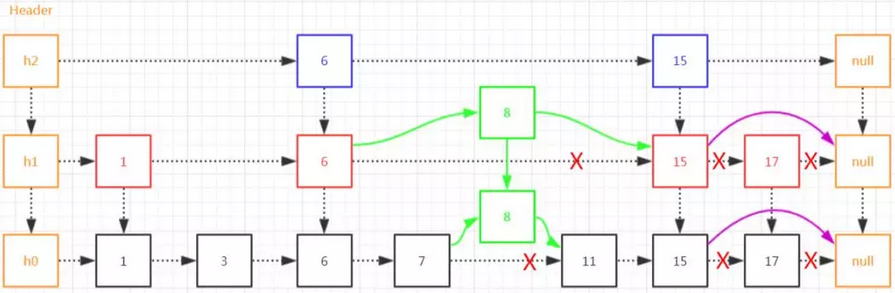 Header
h2 6 15 null
8
h1 1 6 X 15 X 17 X null
8
h0 1 3 6 7 X 11 15 X 17 X null